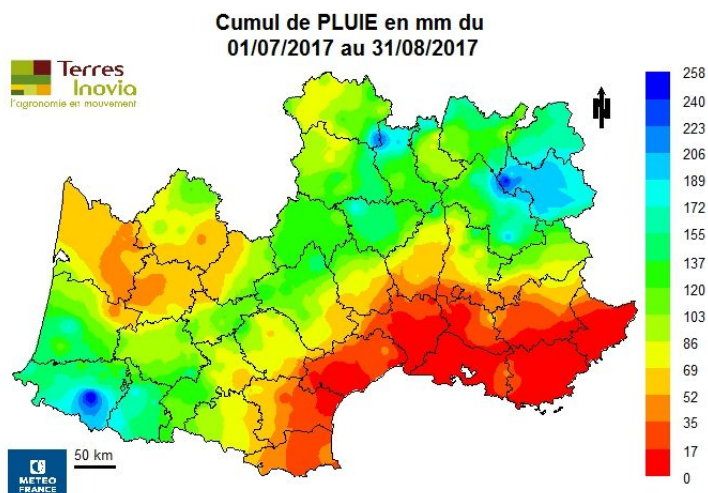 Cumul de PLUIE en mm du
01/07/2017 au 31/08/2017
Terres
Inovia
l'agronomie en mouvement
N
258
240
223
206
189
172
155
137
120
103
86
69
52
35
17
0
50 km
METEO
FRANCE